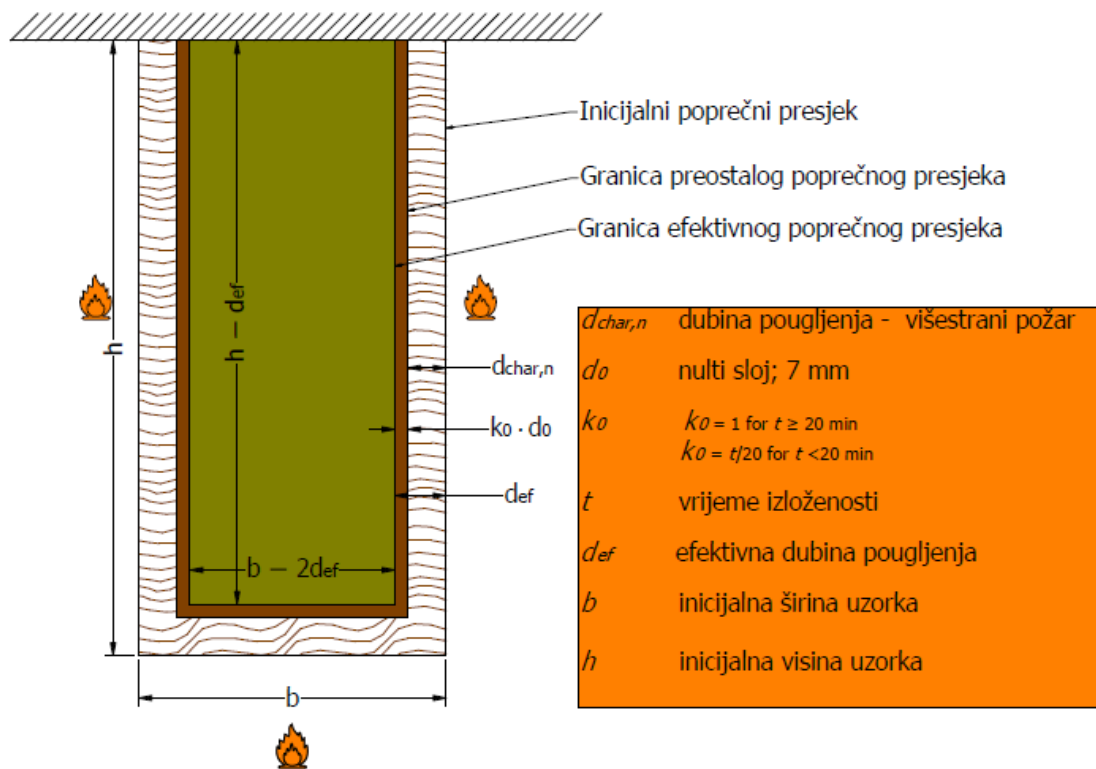 Inicijalni poprečni presjek
Granica preostalog poprečnog presjeka
Granica efektivnog poprečnog presjeka
h
h – def
b – 2def
b
dchar,n
k0 · d0
def
dchar,n dubina pougljenja - višestrani požar
d0 nulti sloj; 7 mm
k0 k0 = 1 for t ≥ 20 min
k0 = t/20 for t <20 min
t vrijeme izloženosti
def efektivna dubina pougljenja
b inicijalna širina uzorka
h inicijalna visina uzorka